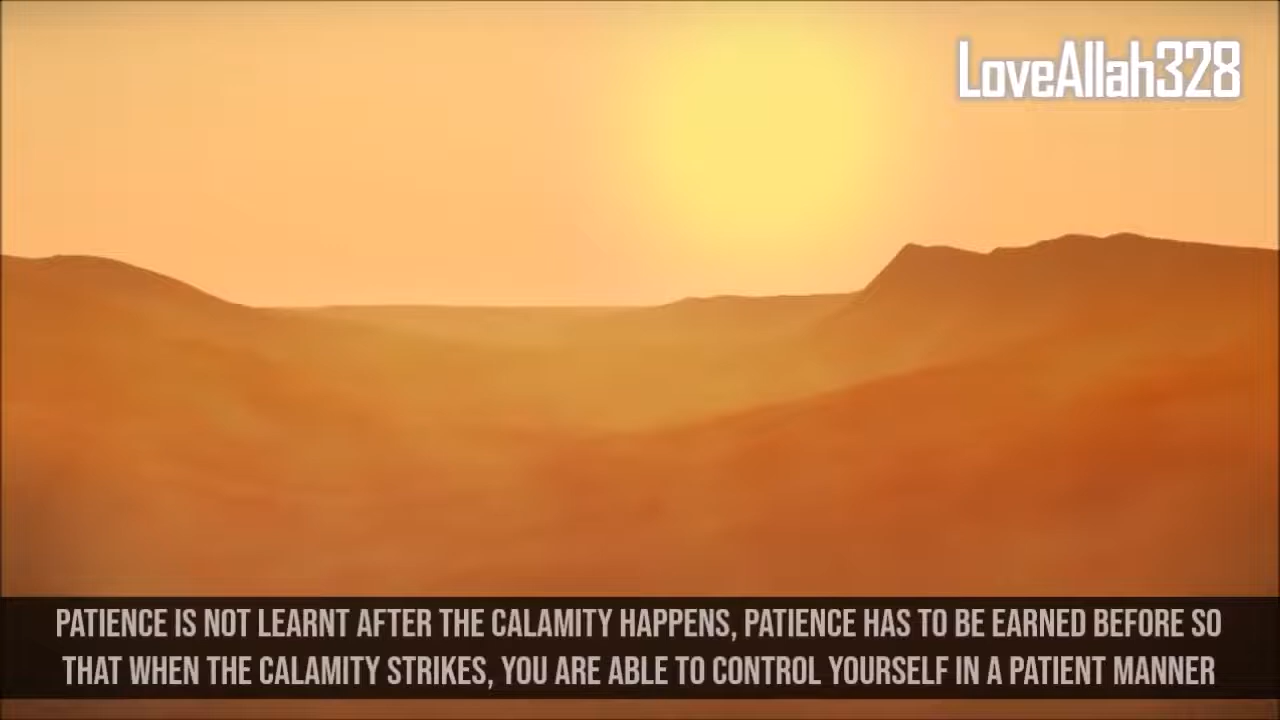 LoveAllah328
PATIENCE IS NOT LEARNT AFTER THE CALAMITY HAPPENS, PATIENCE HAS TO BE EARNED BEFORE SO
THAT WHEN THE CALAMITY STRIKES, YOU ARE ABLE TO CONTROL YOURSELF IN A PATIENT MANNER